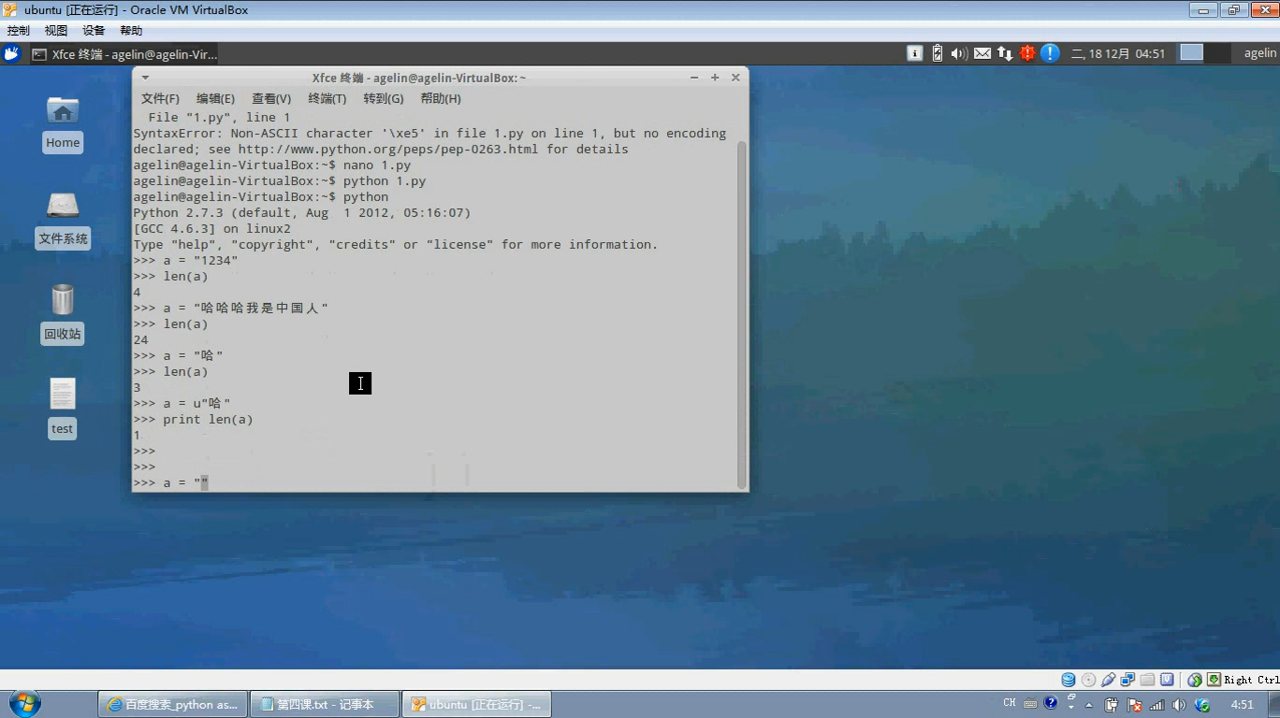 ubuntu [正在运行] - Oracle VM VirtualBox
控制 视图 设备 帮助
Xfce 终端 - agelin@agelin-Vir...
二, 18 12月 04:51
agelin
Xfce 终端 - agelin@agelin-VirtualBox: ~
文件(F) 编辑(E) 查看(V) 终端(T) 转到(G) 帮助(H)
File "1.py", line 1
SyntaxError: Non-ASCII character '\xe5' in file 1.py on line 1, but no encoding
declared; see http://www.python.org/peps/pep-0263.html for details
agelin@agelin-VirtualBox:~$ nano 1.py
agelin@agelin-VirtualBox:~$ python 1.py
agelin@agelin-VirtualBox:~$ python
Python 2.7.3 (default, Aug  1 2012, 05:16:07)
[GCC 4.6.3] on linux2
Type "help", "copyright", "credits" or "license" for more information.
>>> a = "1234"
>>> len(a)
4
>>> a = "哈哈哈我是中国人"
>>> len(a)
24
>>> a = "哈"
>>> len(a)
3
>>> a = u"哈"
>>> print len(a)
1
>>>
>>>
>>> a = ""
Home
文件系统
回收站
test
Right Ctrl
百度搜索_python as...
第四课.txt - 记事本
ubuntu [正在运行] -...
CH
4:51